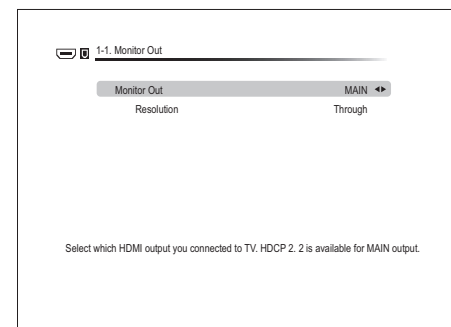 1-1. Monitor Out
Monitor Out MAIN
Resolution Through
Select which HDMI output you connected to TV. HDCP 2. 2 is available for MAIN output.